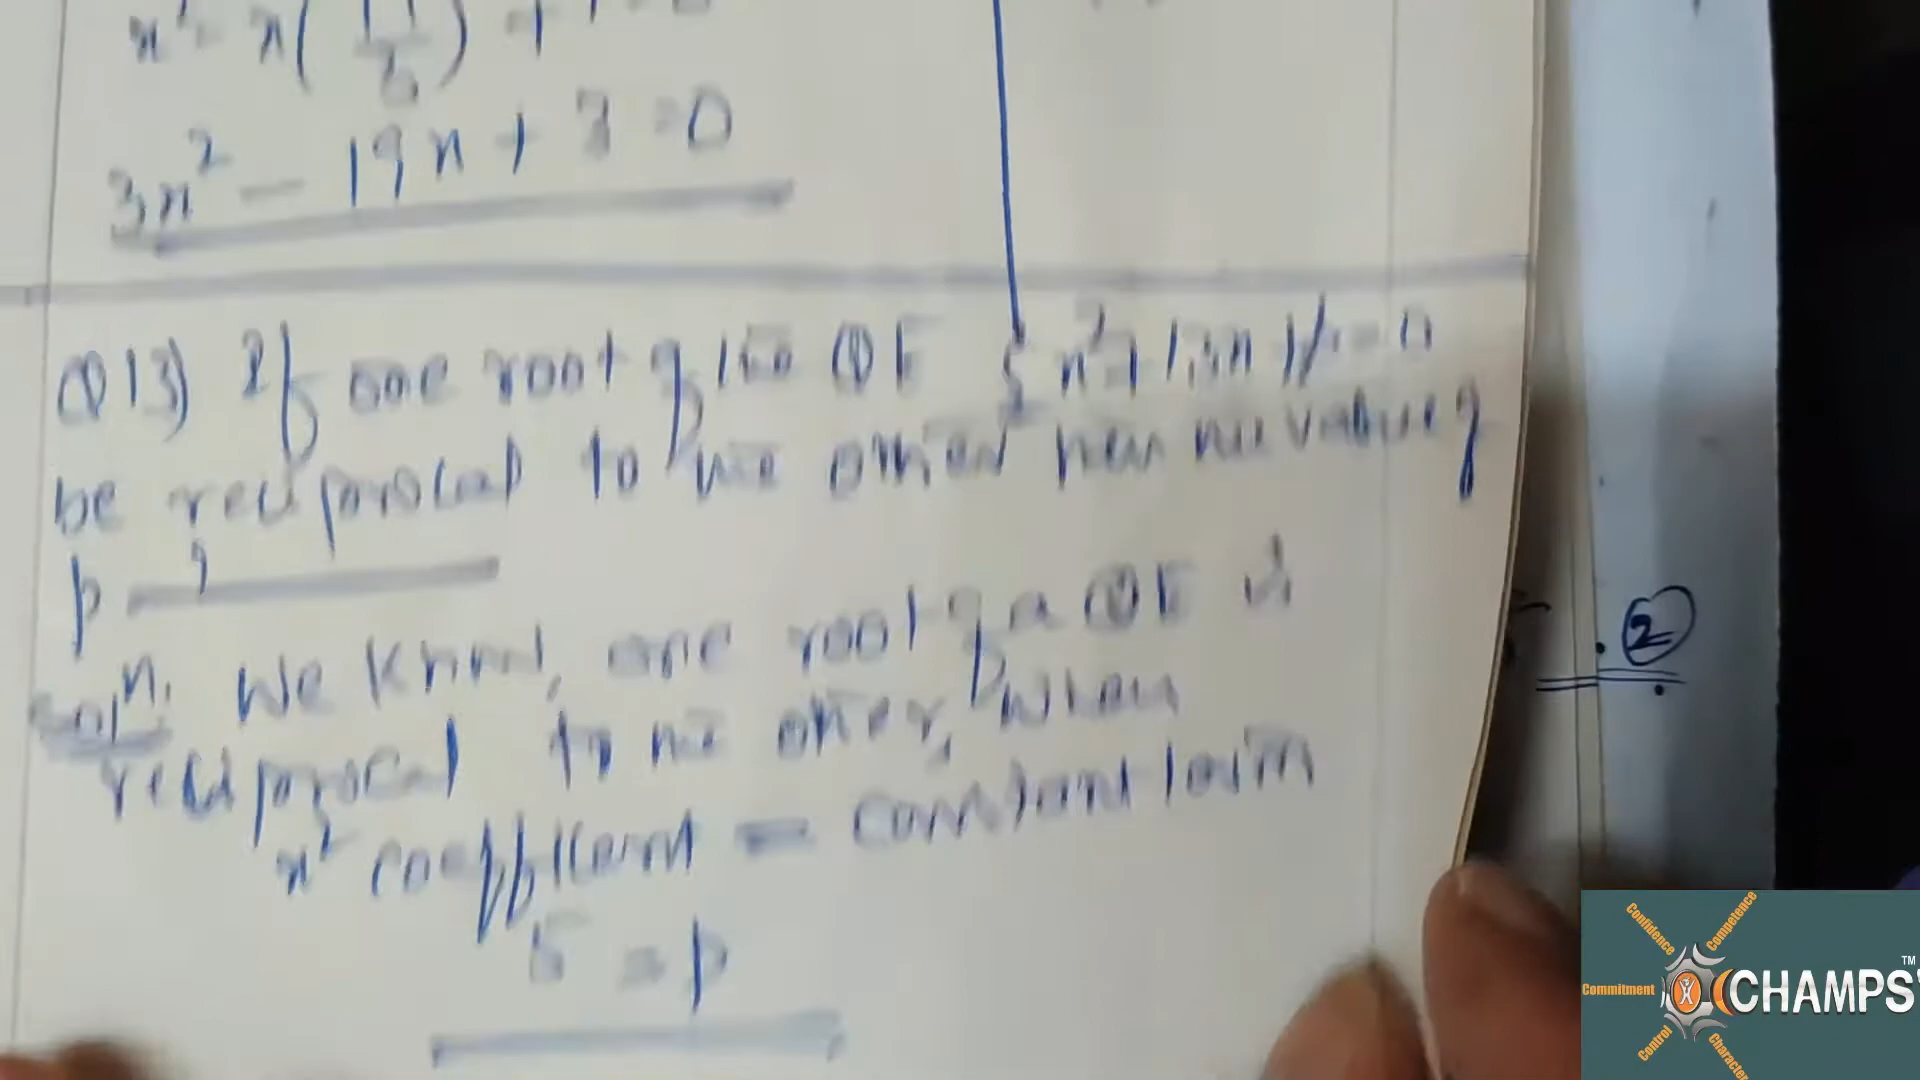 3x² - 19x + 3 = 0
Q13) If one root of the QE 5x² + 13x + p = 0
be reciprocal to the other then the value of
p
Solⁿ. We know, one root of a QE is
reciprocal to the other, when
x² coefficient = constant term
5 = p
2
Confidence
Competence
Commitment
CHAMPS
TM
Control
Character